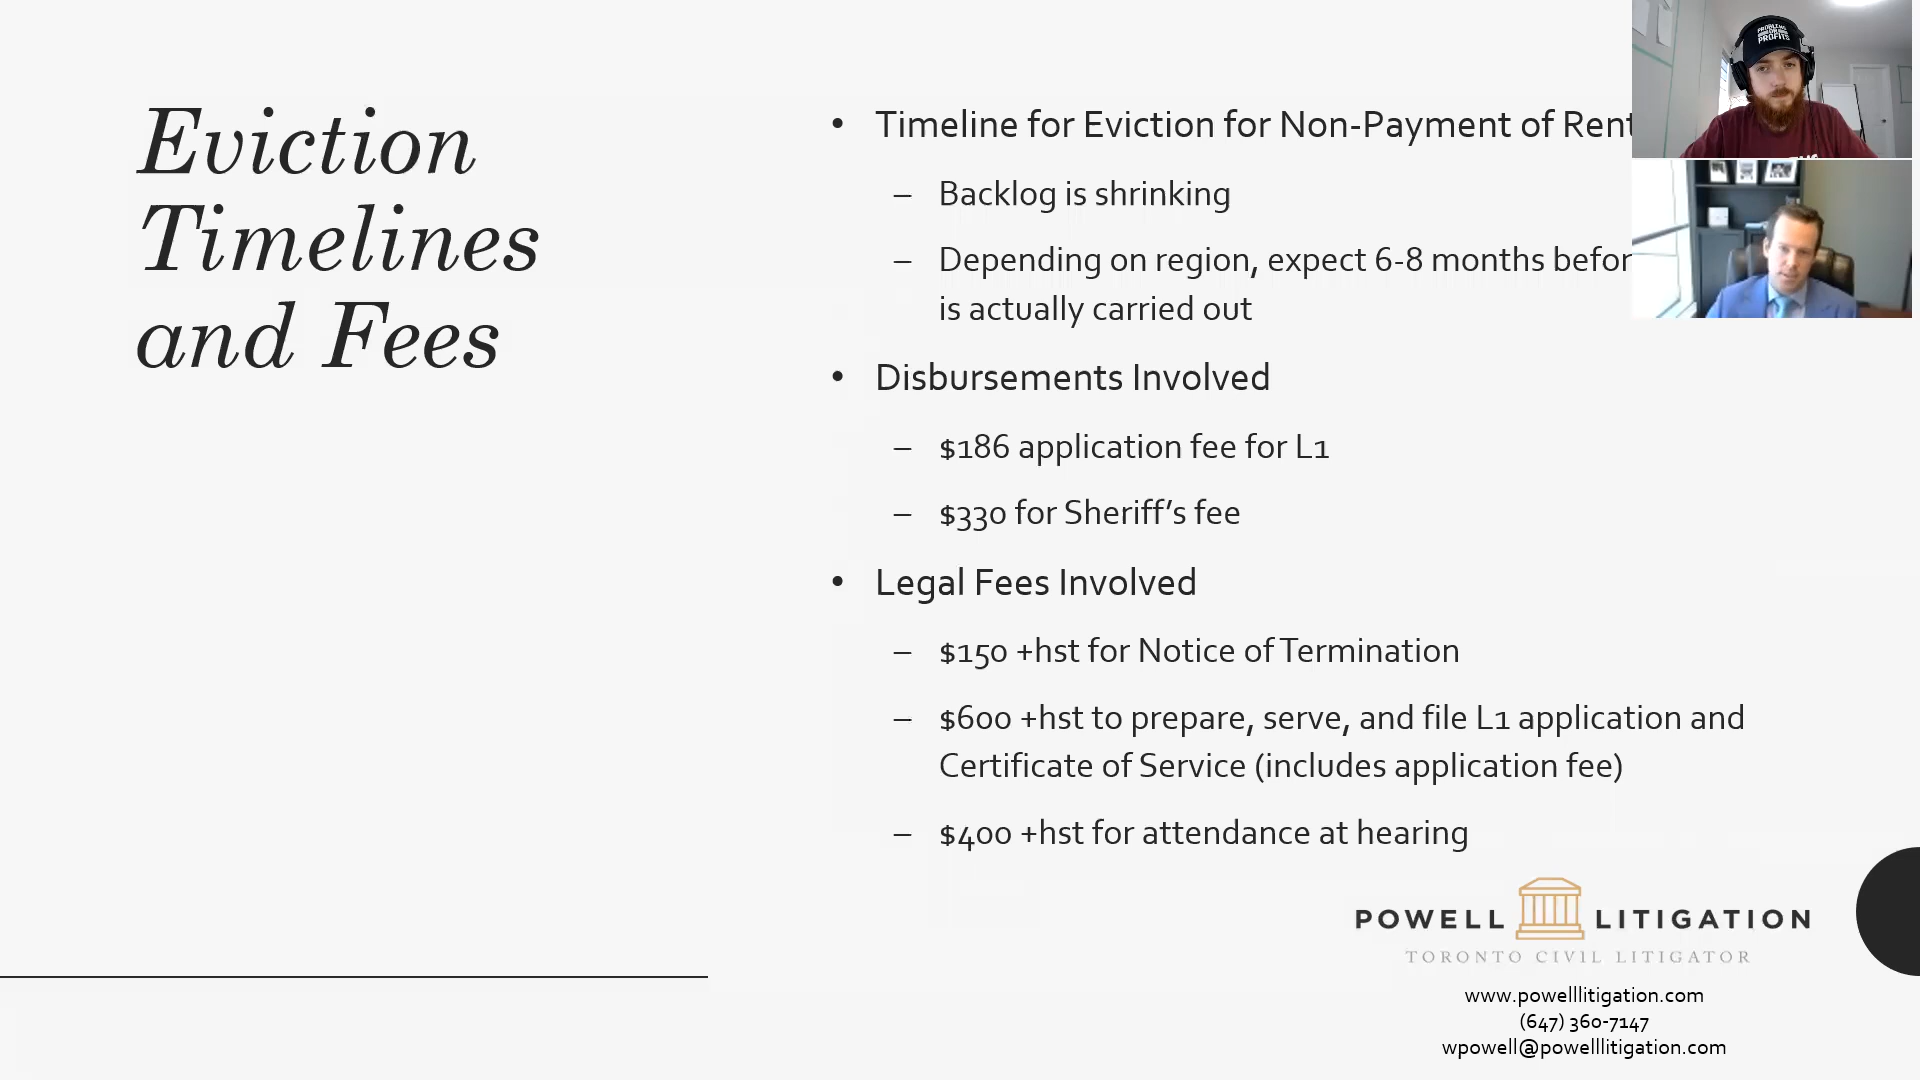 Eviction
Timelines
and Fees
• Timeline for Eviction for Non-Payment of Rent
– Backlog is shrinking
– Depending on region, expect 6-8 months befor
is actually carried out
• Disbursements Involved
– $186 application fee for L1
– $330 for Sheriff’s fee
• Legal Fees Involved
– $150 +hst for Notice of Termination
– $600 +hst to prepare, serve, and file L1 application and
Certificate of Service (includes application fee)
– $400 +hst for attendance at hearing
POWELL LITIGATION
TORONTO CIVIL LITIGATOR
www.powelllitigation.com
(647) 360-7147
wpowell@powelllitigation.com
PROBLEMS
PROFITS